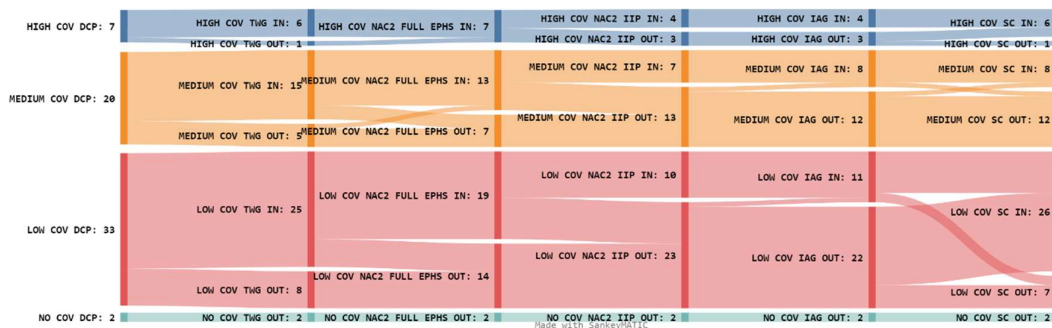 HIGH COV DCP: 7
HIGH COV TWG IN: 6
HIGH COV NAC2 FULL EPHS IN: 7
HIGH COV NAC2 IIP IN: 4
HIGH COV IAG IN: 4
HIGH COV SC IN: 6
HIGH COV TWG OUT: 1
HIGH COV NAC2 IIP OUT: 3
HIGH COV IAG OUT: 3
HIGH COV SC OUT: 1
MEDIUM COV DCP: 20
MEDIUM COV TWG IN: 15
MEDIUM COV NAC2 FULL EPHS IN: 13
MEDIUM COV NAC2 IIP IN: 7
MEDIUM COV IAG IN: 8
MEDIUM COV SC IN: 8
MEDIUM COV TWG OUT: 5
MEDIUM COV NAC2 FULL EPHS OUT: 7
MEDIUM COV NAC2 IIP OUT: 13
MEDIUM COV IAG OUT: 12
MEDIUM COV SC OUT: 12
LOW COV DCP: 33
LOW COV TWG IN: 25
LOW COV NAC2 FULL EPHS IN: 19
LOW COV NAC2 IIP IN: 10
LOW COV IAG IN: 11
LOW COV SC IN: 26
LOW COV TWG OUT: 8
LOW COV NAC2 FULL EPHS OUT: 14
LOW COV NAC2 IIP OUT: 23
LOW COV IAG OUT: 22
LOW COV SC OUT: 7
NO COV DCP: 2
NO COV TWG OUT: 2
NO COV NAC2 FULL EPHS OUT: 2
NO COV NAC2 IIP OUT: 2
NO COV IAG OUT: 2
NO COV SC OUT: 2
Made with SankeyMATIC